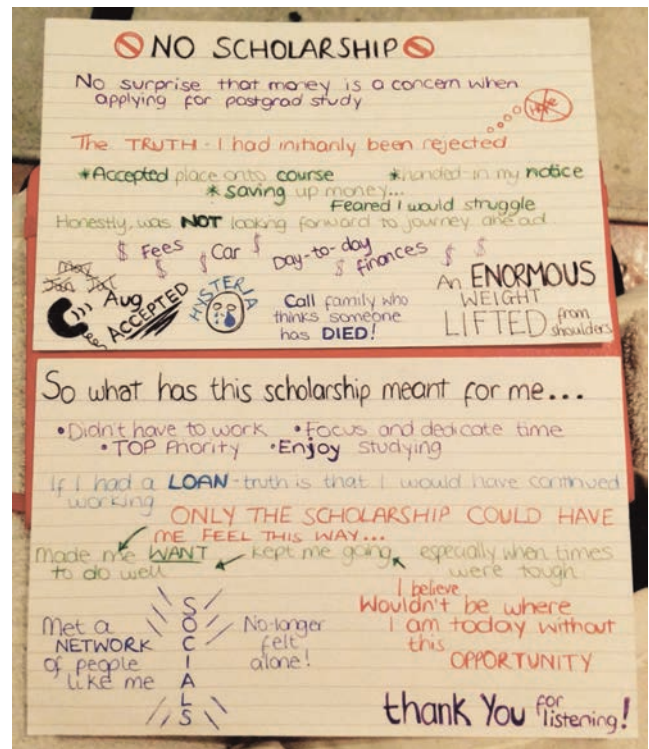 NO SCHOLARSHIP
No surprise that money is a concern when
applying for postgrad study
Hope
The TRUTH - I had initially been rejected
*Accepted place onto course *handed-in my notice
*Saving up money...
Feared I would struggle
Honestly, was NOT looking forward to journey ahead
$ Fees $ $ Car $ Day-to-day $ finances $ $
May
Jun Jul
Aug
ACCEPTED
HYSTERIA
Call family who
thinks someone
has DIED!
An ENORMOUS
WEIGHT
LIFTED from
shoulders
So what has this scholarship meant for me...
•Didn't have to work •Focus and dedicate time
•TOP Priority •Enjoy studying
If I had a LOAN - truth is that I would have continued
working
ONLY THE SCHOLARSHIP COULD HAVE
ME FEEL THIS WAY...
Made me WANT kept me going especially when times
to do well were tough
Met a
NETWORK
of people
like me
SOCIALS
No-longer
felt
alone!
I believe
Wouldn't be where
I am today without
this
OPPORTUNITY
thank You for
listening!